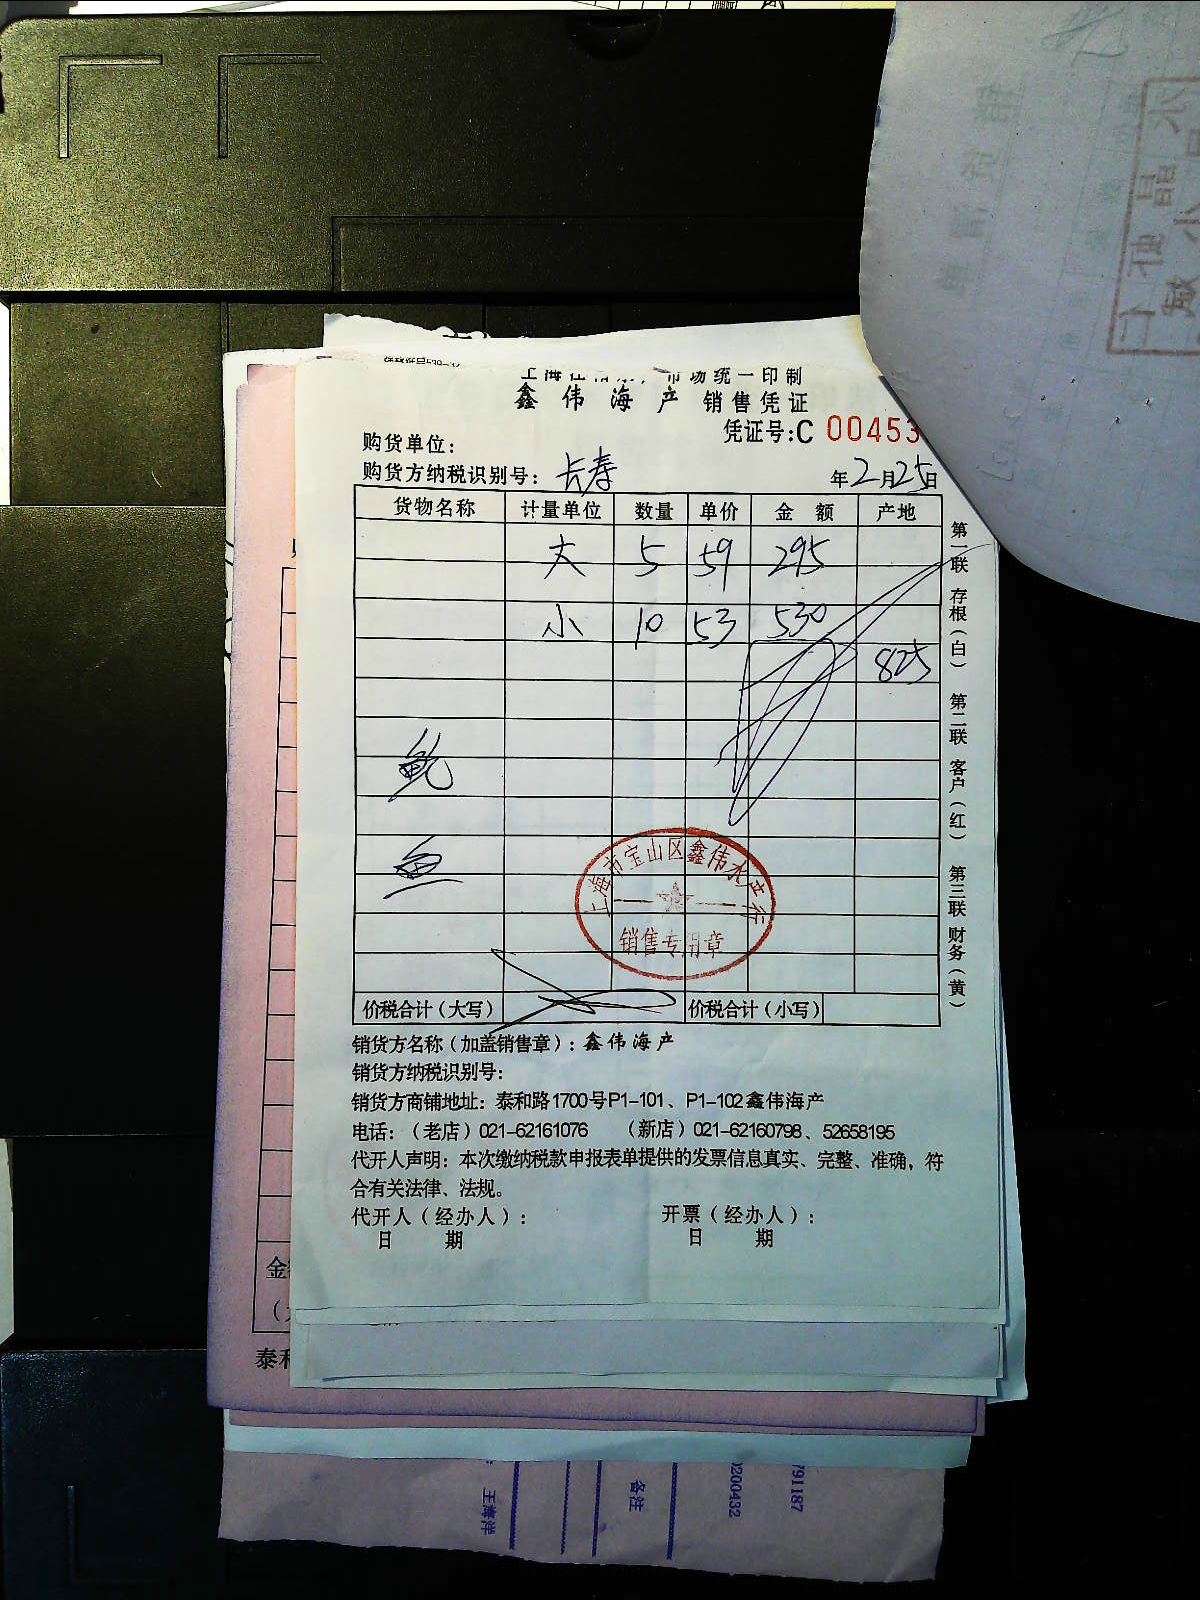 市场统一印制
鑫伟海产 销售凭证
凭证号:C 00453
购货单位:
购货方纳税识别号: 长寿 年2月25日
货物名称 计量单位 数量 单价 金 额 产地
大 5 59 295
小 10 53 530
825
鱼
上海市宝山区鑫伟水产行
销售专用章
价税合计(大写) 价税合计(小写)
第一联 存根(白) 第二联 客户(红) 第三联 财务(黄)
销货方名称(加盖销售章): 鑫伟海产
销货方纳税识别号:
销货方商铺地址: 泰和路1700号P1-101、P1-102鑫伟海产
电话:(老店)021-62161076 (新店)021-62160798、52658195
代开人声明: 本次缴纳税款申报表单提供的发票信息真实、完整、准确,符
合有关法律、法规。
代开人(经办人): 开票(经办人):
日 期 日 期
金
泰和
王海洋
备注
0200432
791187